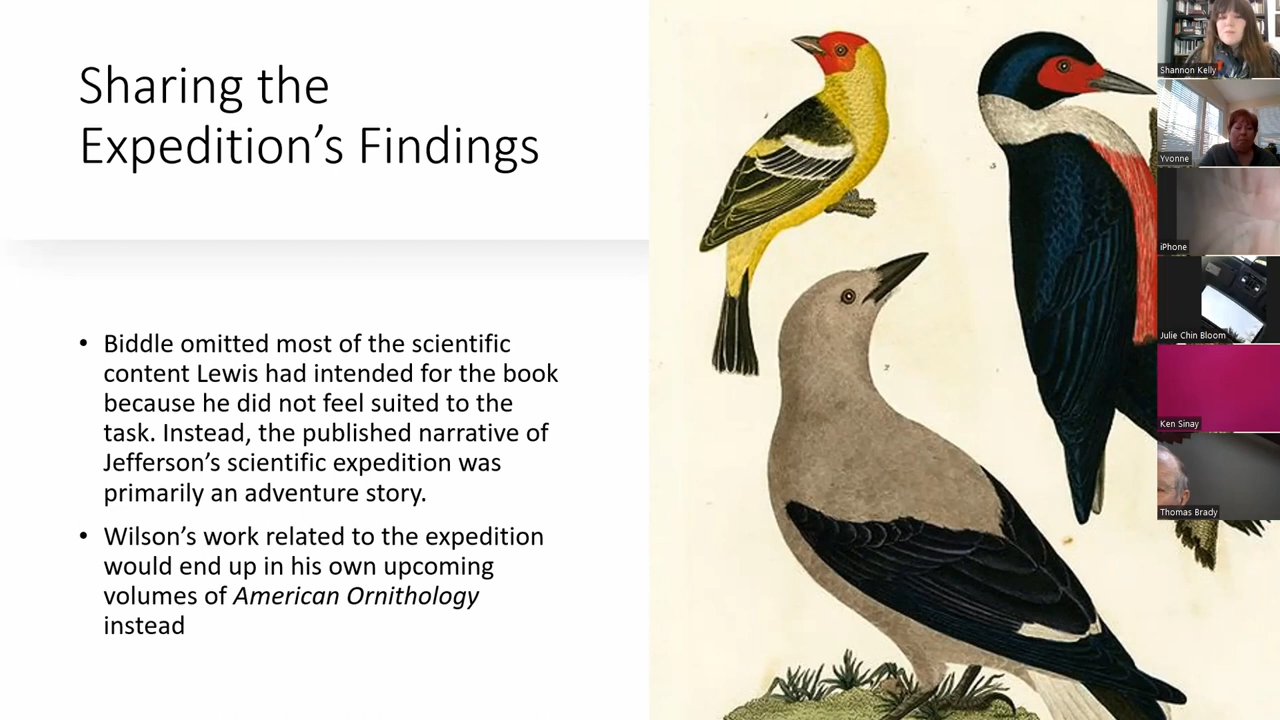 Sharing the
Expedition’s Findings
• Biddle omitted most of the scientific
content Lewis had intended for the book
because he did not feel suited to the
task. Instead, the published narrative of
Jefferson’s scientific expedition was
primarily an adventure story.
• Wilson’s work related to the expedition
would end up in his own upcoming
volumes of American Ornithology
instead
Shannon Kelly
Yvonne
iPhone
Julie Chin Bloom
Ken Sinay
Thomas Brady